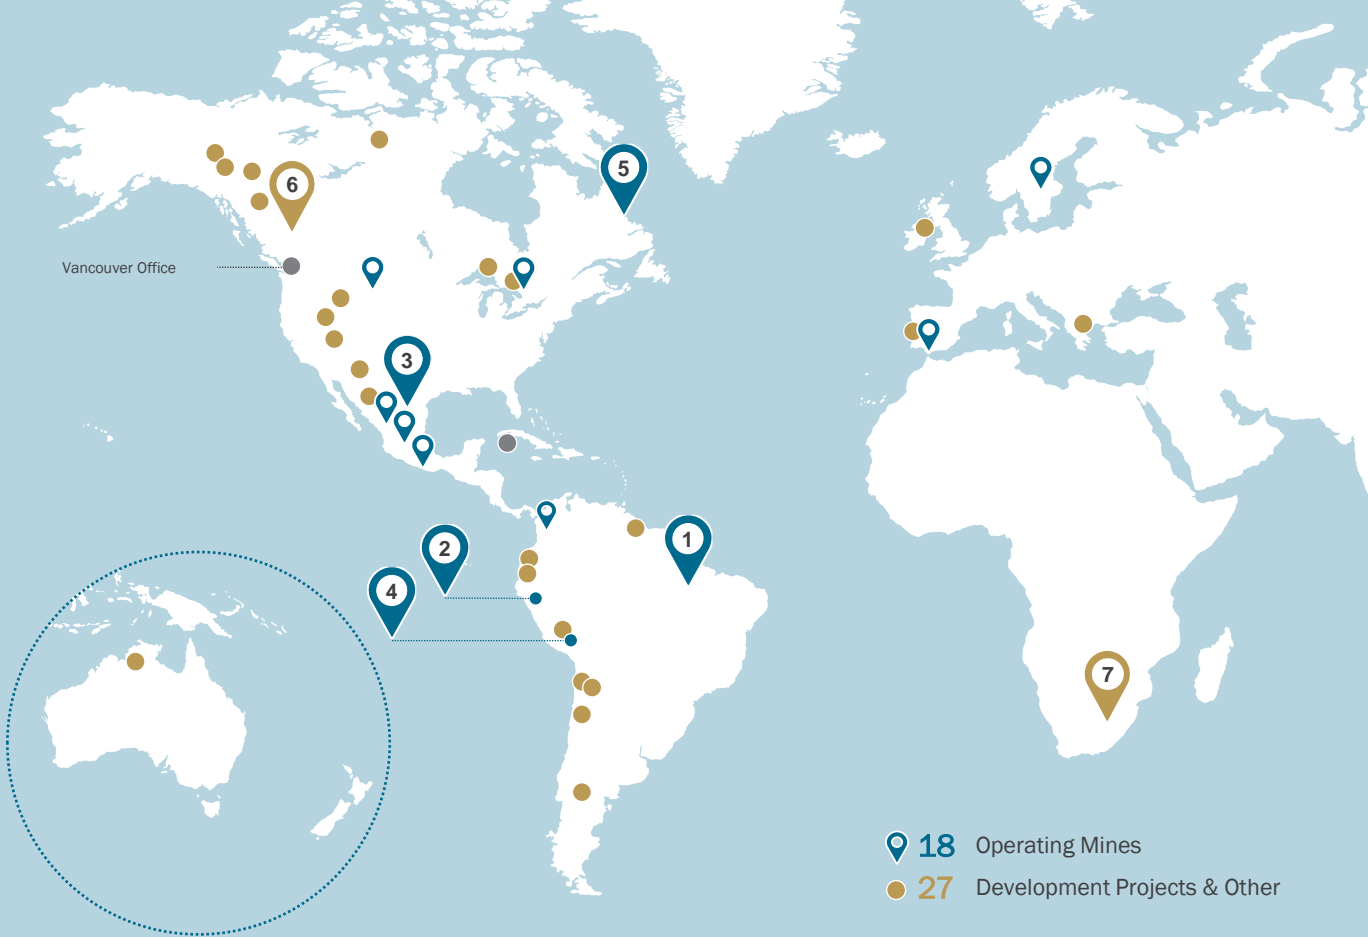 5
6
Vancouver Office
3
1
2
4
7
18 Operating Mines
27 Development Projects & Other